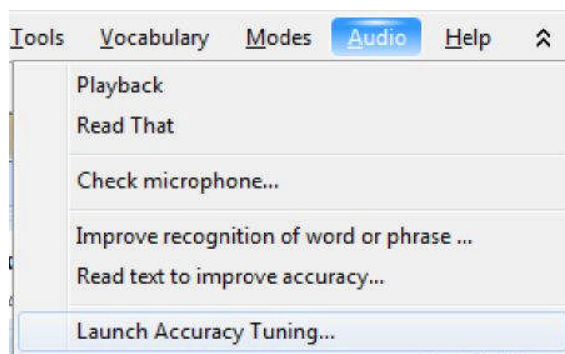 Tools Vocabulary Modes Audio Help
Playback
Read That
Check microphone...
Improve recognition of word or phrase ...
Read text to improve accuracy...
Launch Accuracy Tuning...